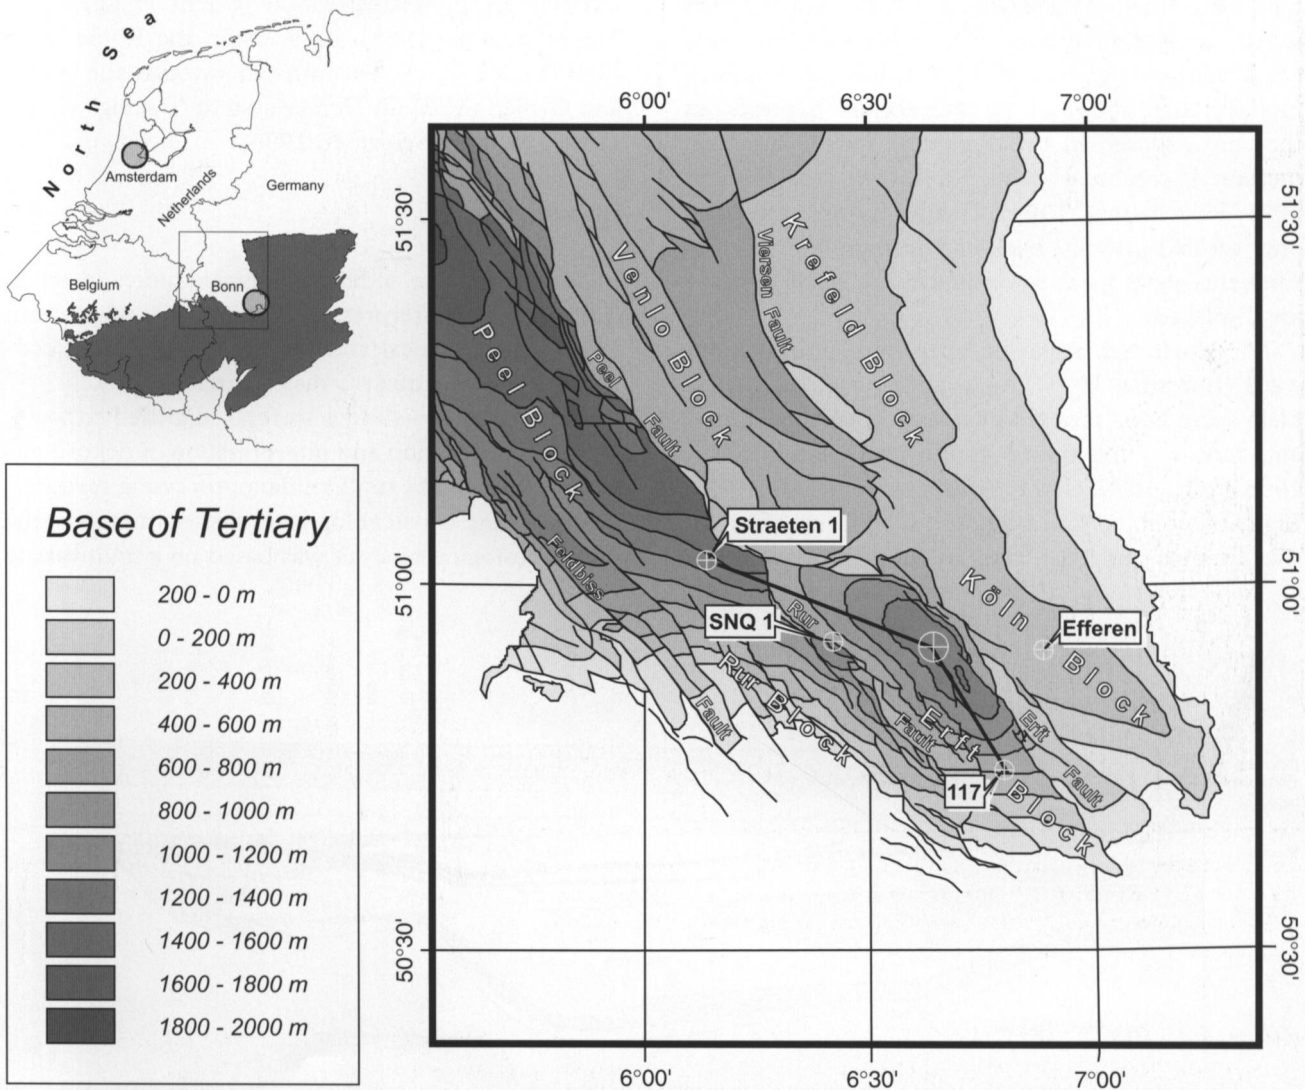 North Sea
Amsterdam
Netherlands
Germany
Belgium
Bonn
Base of Tertiary
200 - 0 m
0 - 200 m
200 - 400 m
400 - 600 m
600 - 800 m
800 - 1000 m
1000 - 1200 m
1200 - 1400 m
1400 - 1600 m
1600 - 1800 m
1800 - 2000 m
6°00'
6°30'
7°00'
51°30'
51°30'
Venlo Block
Viersen Fault
Krefeld Block
Peel Block
Peel
Fault
Straeten 1
Feldbiss
Fault
51°00'
51°00'
SNQ 1
Rur
Fault
Rur Block
Köln
Block
Efferen
Erft
Block
Erft
Fault
117
50°30'
50°30'
6°00'
6°30'
7°00'